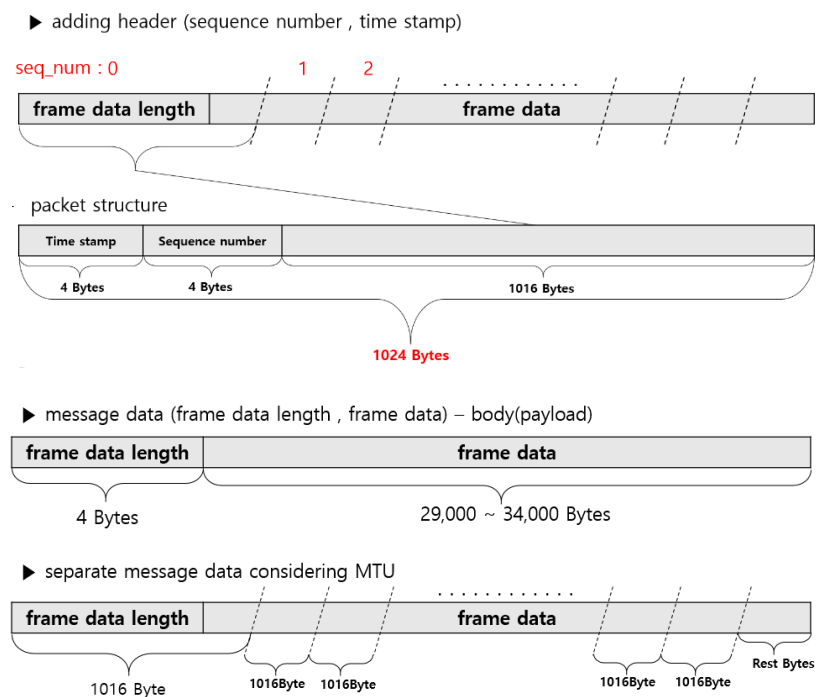 ▶ adding header (sequence number , time stamp)
seq_num : 0 1 2
. . . . . . . . . . . .
frame data length frame data
- packet structure
Time stamp Sequence number
4 Bytes 4 Bytes 1016 Bytes
1024 Bytes
▶ message data (frame data length , frame data) – body(payload)
frame data length frame data
4 Bytes 29,000 ~ 34,000 Bytes
▶ separate message data considering MTU
. . . . . . . . . . . .
frame data length frame data
1016 Byte 1016Byte 1016Byte 1016Byte 1016Byte Rest Bytes